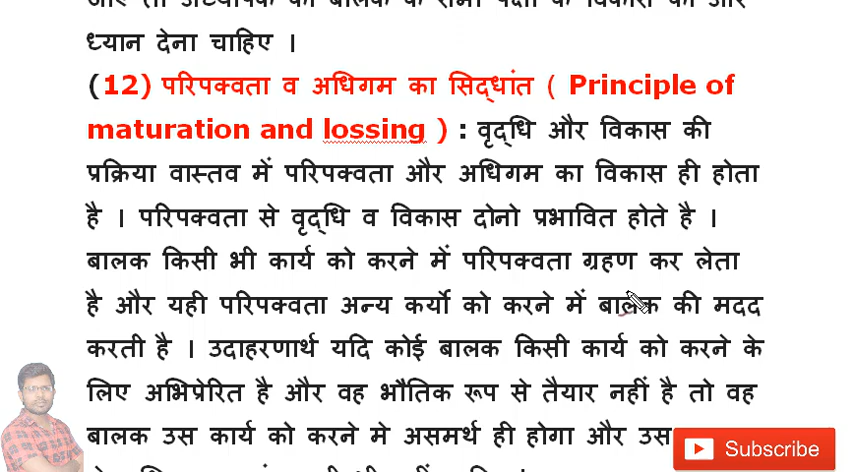 ध्यान देना चाहिए ।
(12) परिपक्वता व अधिगम का सिद्धांत ( Principle of
maturation and lossing ) : वृद्धि और विकास की
प्रक्रिया वास्तव में परिपक्वता और अधिगम का विकास ही होता
है । परिपक्वता से वृद्धि व विकास दोनो प्रभावित होते है ।
बालक किसी भी कार्य को करने में परिपक्वता ग्रहण कर लेता
है और यही परिपक्वता अन्य कर्यो को करने में बालक की मदद
करती है । उदाहरणार्थ यदि कोई बालक किसी कार्य को करने के
लिए अभिप्रेरित है और वह भौतिक रूप से तैयार नहीं है तो वह
बालक उस कार्य को करने मे असमर्थ ही होगा और उस
Subscribe